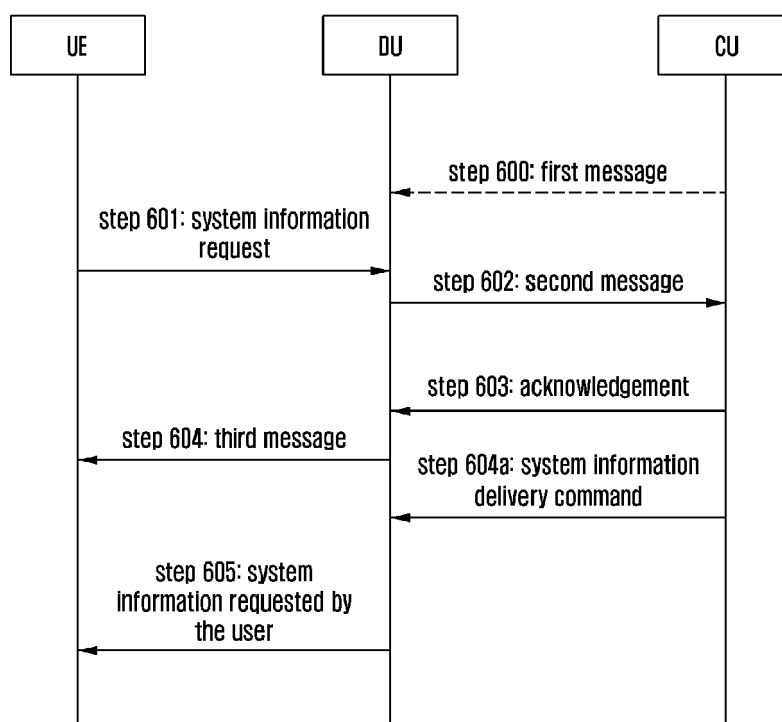 UE
DU
CU
step 600: first message
step 601: system information
request
step 602: second message
step 603: acknowledgement
step 604: third message
step 604a: system information
delivery command
step 605: system
information requested by
the user